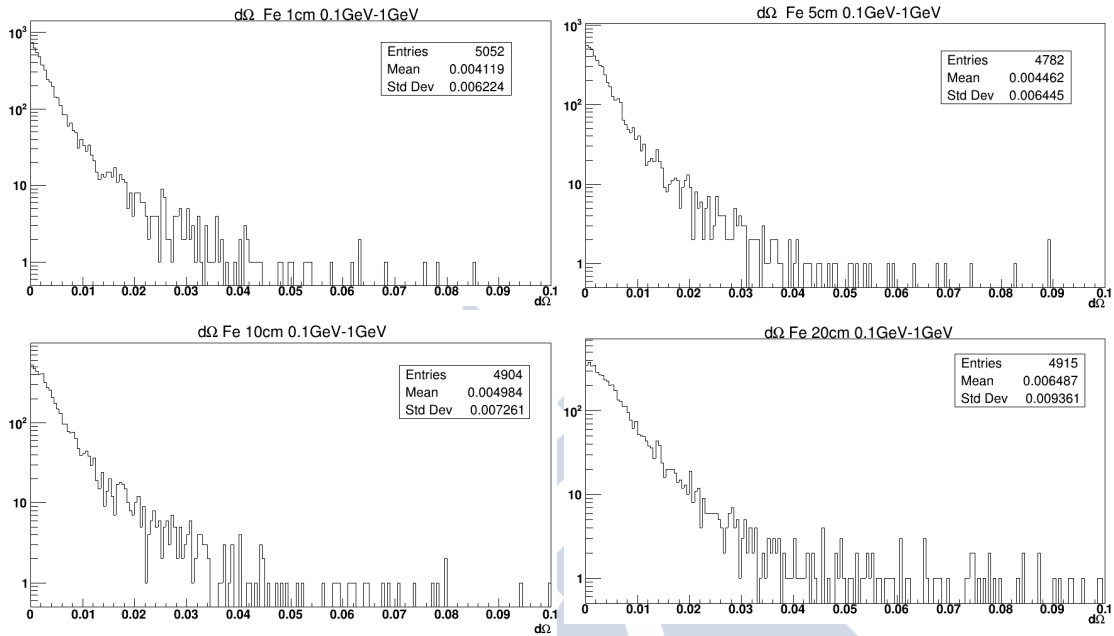 dΩ Fe 1cm 0.1GeV-1GeV
Entries 5052
Mean 0.004119
Std Dev 0.006224
10³
10²
10
1
0 0.01 0.02 0.03 0.04 0.05 0.06 0.07 0.08 0.09 0.1
dΩ
dΩ Fe 5cm 0.1GeV-1GeV
Entries 4782
Mean 0.004462
Std Dev 0.006445
10³
10²
10
1
0 0.01 0.02 0.03 0.04 0.05 0.06 0.07 0.08 0.09 0.1
dΩ
dΩ Fe 10cm 0.1GeV-1GeV
Entries 4904
Mean 0.004984
Std Dev 0.007261
10²
10
1
0 0.01 0.02 0.03 0.04 0.05 0.06 0.07 0.08 0.09 0.1
dΩ
dΩ Fe 20cm 0.1GeV-1GeV
Entries 4915
Mean 0.006487
Std Dev 0.009361
10²
10
1
0 0.01 0.02 0.03 0.04 0.05 0.06 0.07 0.08 0.09 0.1
dΩ